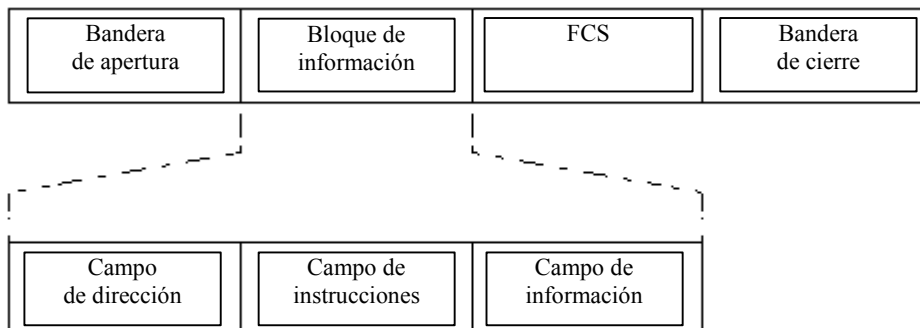 Bandera
de apertura
Bloque de
información
FCS
Bandera
de cierre
Campo
de dirección
Campo de
instrucciones
Campo de
información